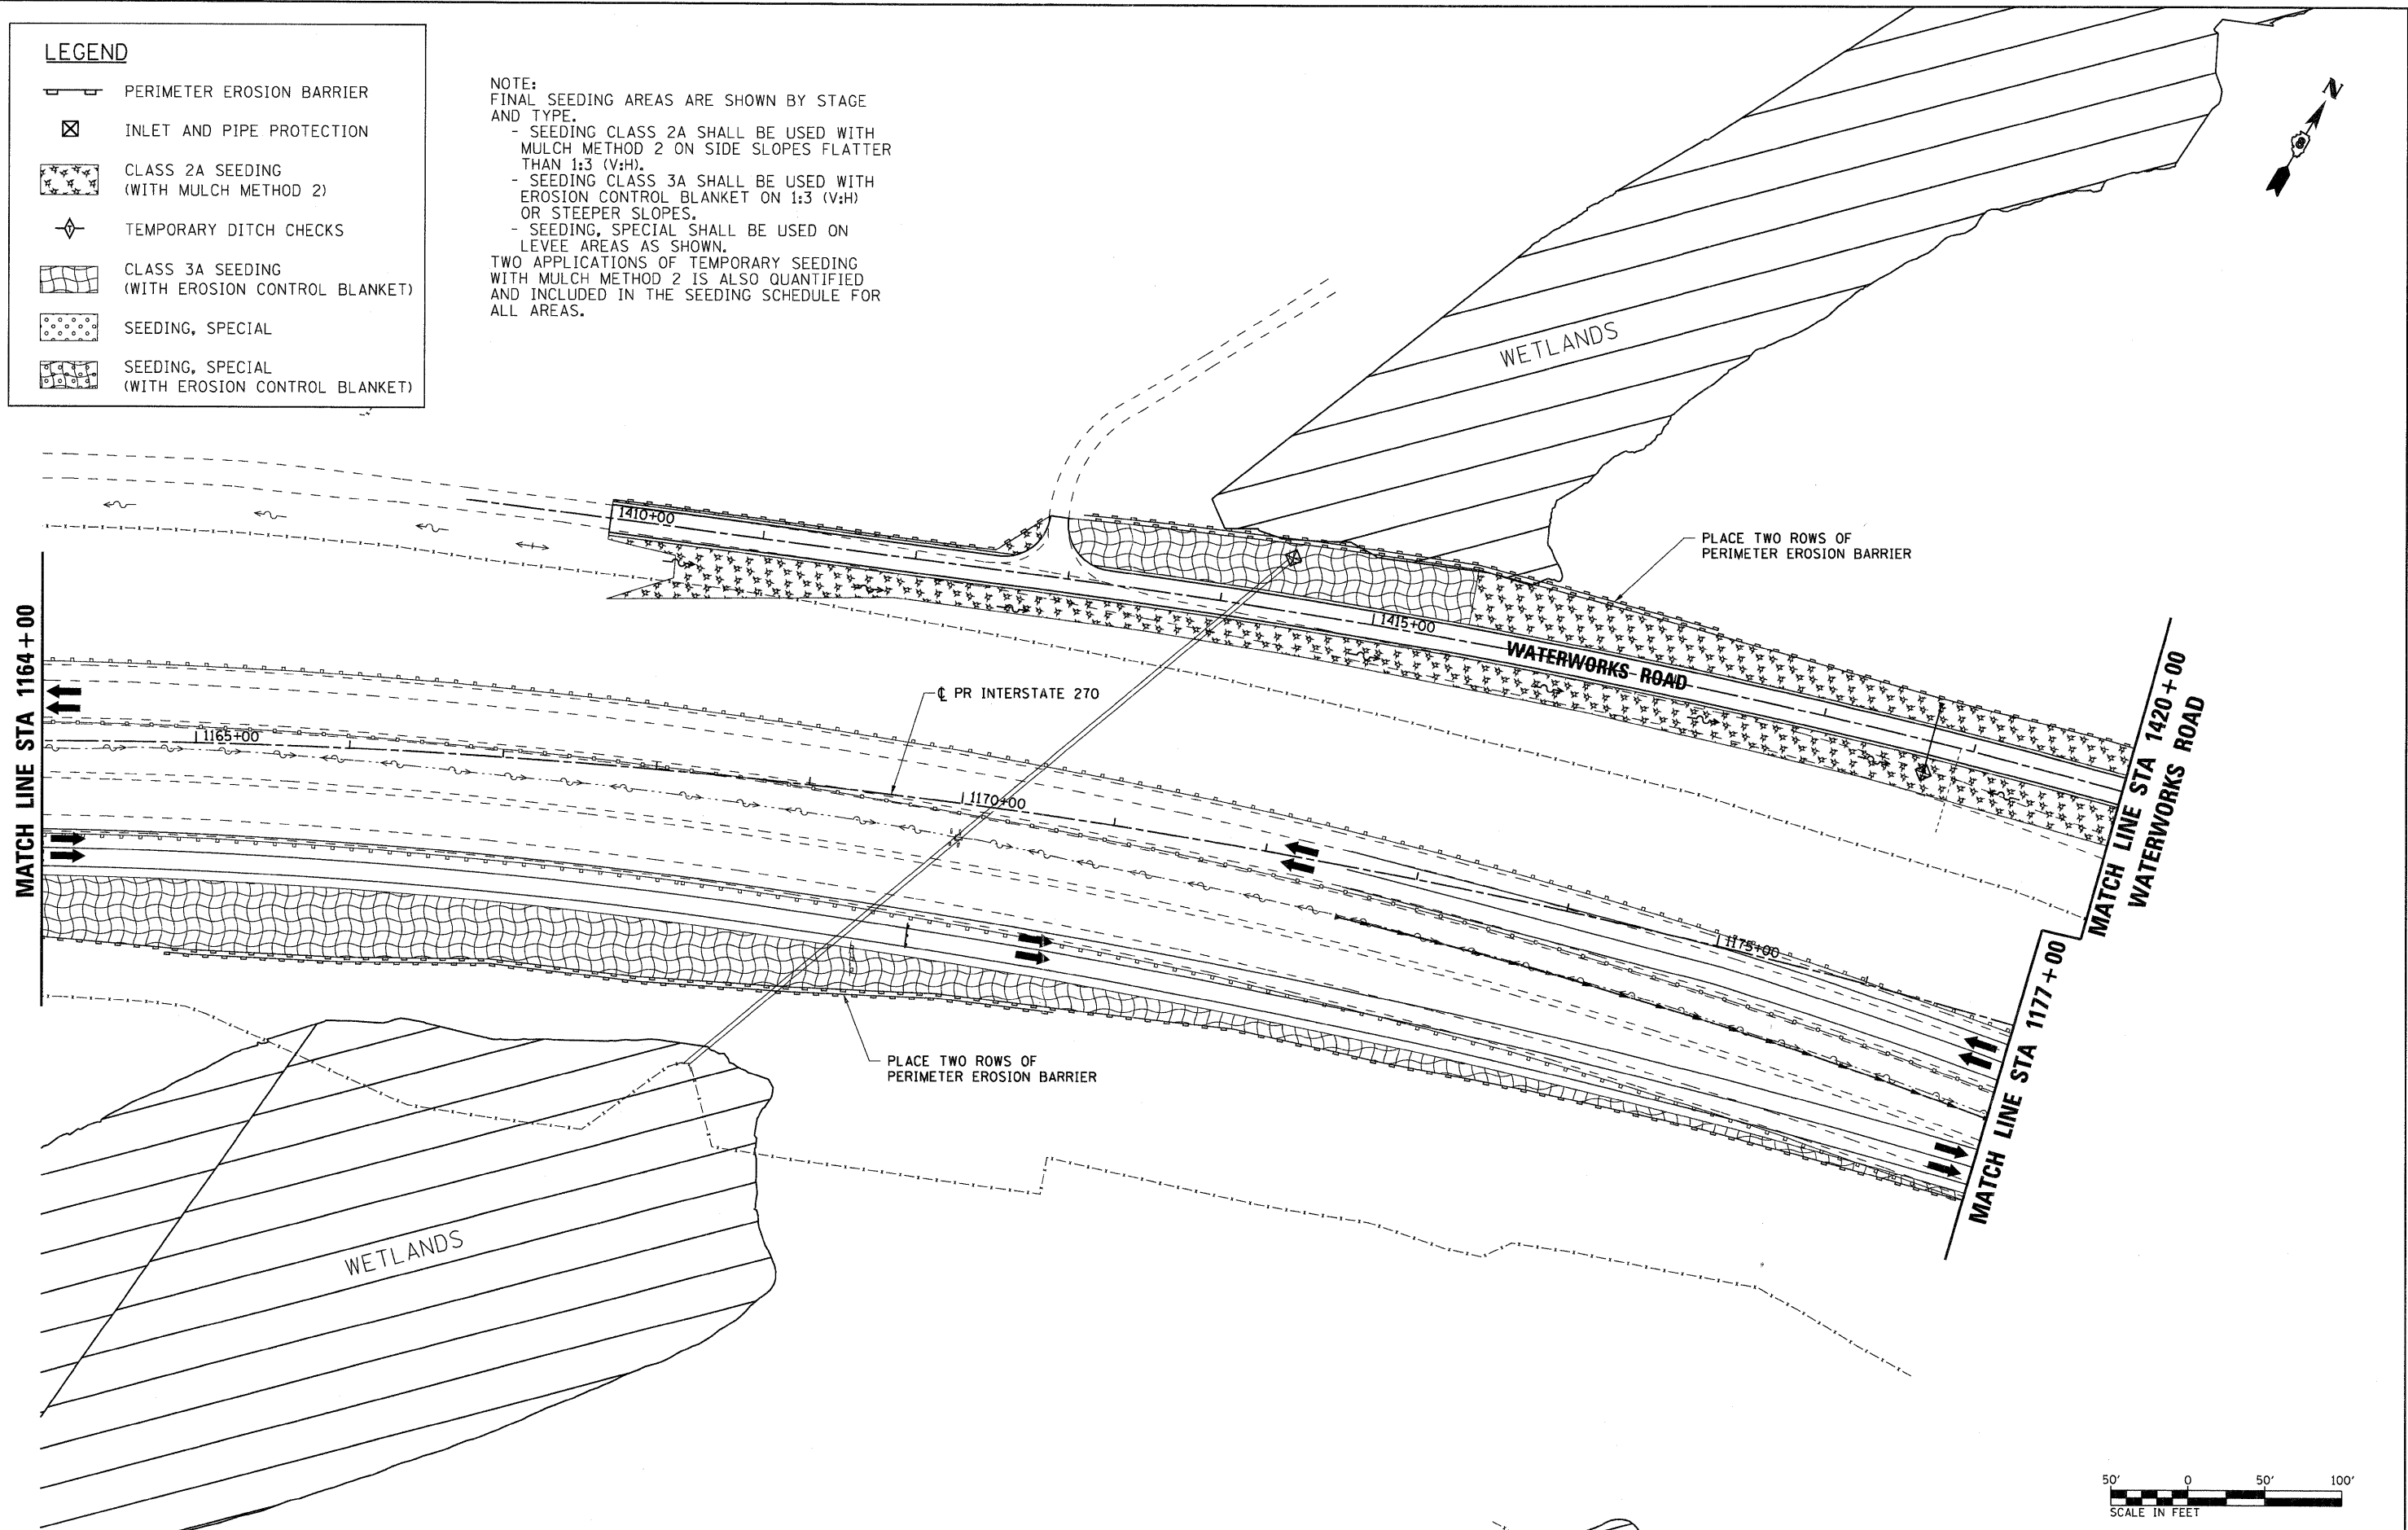 LEGEND
PERIMETER EROSION BARRIER
INLET AND PIPE PROTECTION
CLASS 2A SEEDING
(WITH MULCH METHOD 2)
T
TEMPORARY DITCH CHECKS
CLASS 3A SEEDING
(WITH EROSION CONTROL BLANKET)
SEEDING, SPECIAL
SEEDING, SPECIAL
(WITH EROSION CONTROL BLANKET)
NOTE:
FINAL SEEDING AREAS ARE SHOWN BY STAGE
AND TYPE.
- SEEDING CLASS 2A SHALL BE USED WITH
MULCH METHOD 2 ON SIDE SLOPES FLATTER
THAN 1:3 (V:H).
- SEEDING CLASS 3A SHALL BE USED WITH
EROSION CONTROL BLANKET ON 1:3 (V:H)
OR STEEPER SLOPES.
- SEEDING, SPECIAL SHALL BE USED ON
LEVEE AREAS AS SHOWN.
TWO APPLICATIONS OF TEMPORARY SEEDING
WITH MULCH METHOD 2 IS ALSO QUANTIFIED
AND INCLUDED IN THE SEEDING SCHEDULE FOR
ALL AREAS.
N
WETLANDS
1410+00
PLACE TWO ROWS OF
PERIMETER EROSION BARRIER
1415+00
WATERWORKS ROAD
MATCH LINE STA 1164+00
℄ PR INTERSTATE 270
1165+00
1170+00
1175+00
MATCH LINE STA 1420+00
WATERWORKS ROAD
MATCH LINE STA 1177+00
PLACE TWO ROWS OF
PERIMETER EROSION BARRIER
WETLANDS
50' 0 50' 100'
SCALE IN FEET